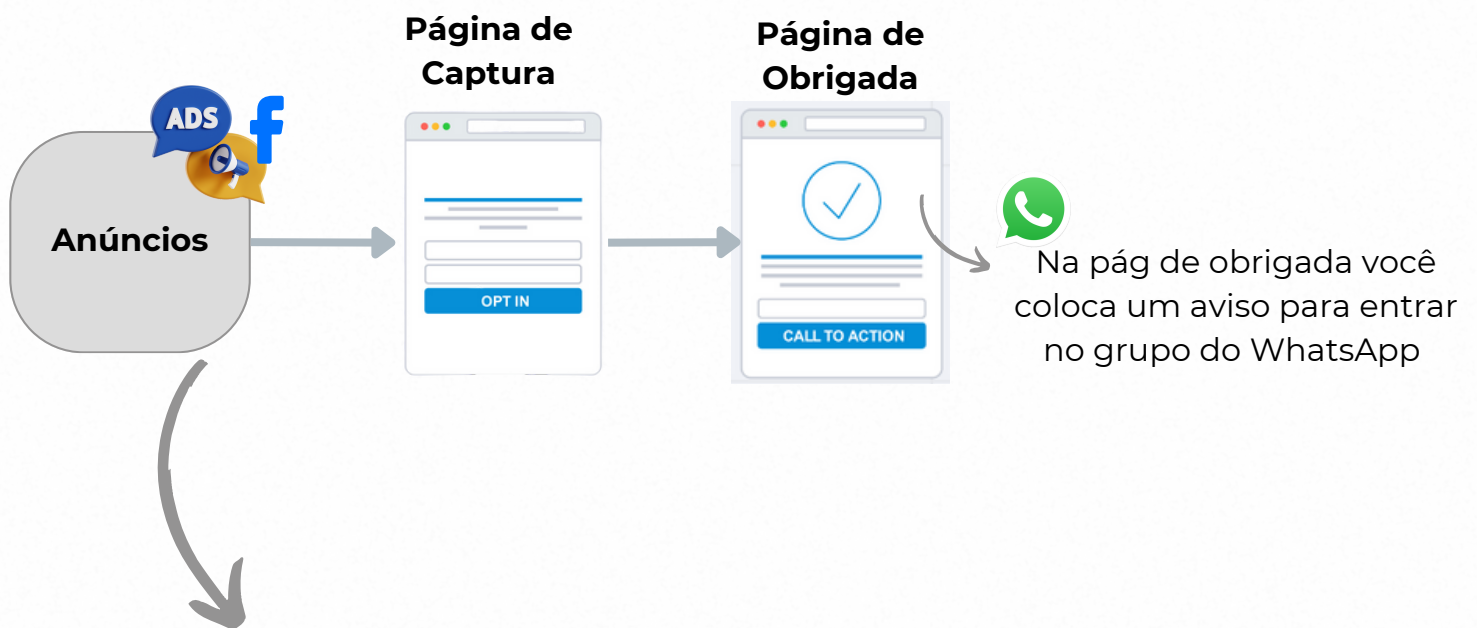 Página de
Captura
Página de
Obrigada
ADS
Anúncios
OPT IN
CALL TO ACTION
Na pág de obrigada você
coloca um aviso para entrar
no grupo do WhatsApp